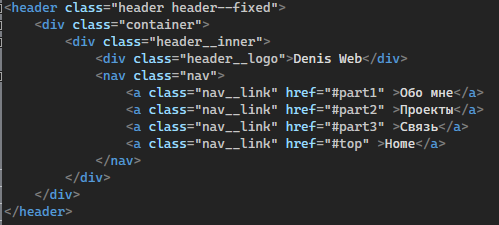 <header class="header header--fixed">
<div class="container">
<div class="header__inner">
<div class="header__logo">Denis Web</div>
<nav class="nav">
<a class="nav__link" href="#part1" >Обо мне</a>
<a class="nav__link" href="#part2" >Проекты</a>
<a class="nav__link" href="#part3" >Связь</a>
<a class="nav__link" href="#top" >Home</a>
</nav>
</div>
</div>
</header>